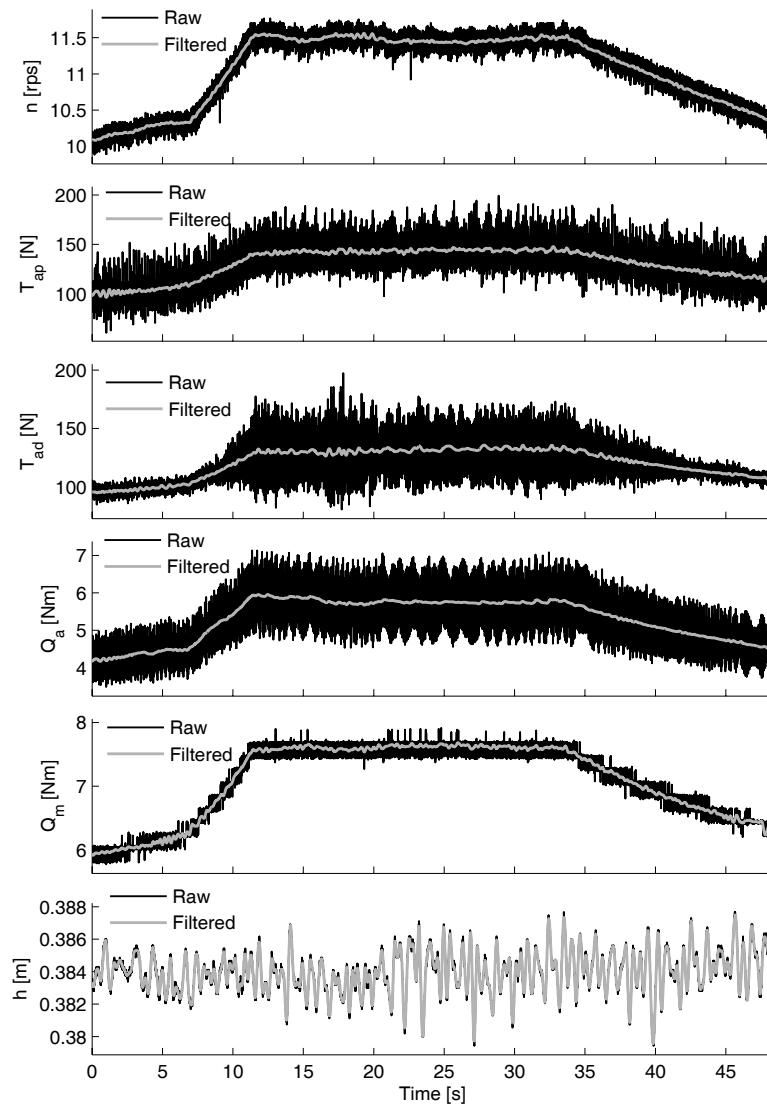 Raw
Filtered
11.5
11
10.5
10
n [rps]
Raw
Filtered
200
150
100
T_ap [N]
Raw
Filtered
200
150
100
T_ad [N]
Raw
Filtered
7
6
5
4
Q_a [Nm]
Raw
Filtered
8
7
6
Q_m [Nm]
Raw
Filtered
0.388
0.386
0.384
0.382
0.38
h [m]
0 5 10 15 20 25 30 35 40 45
Time [s]